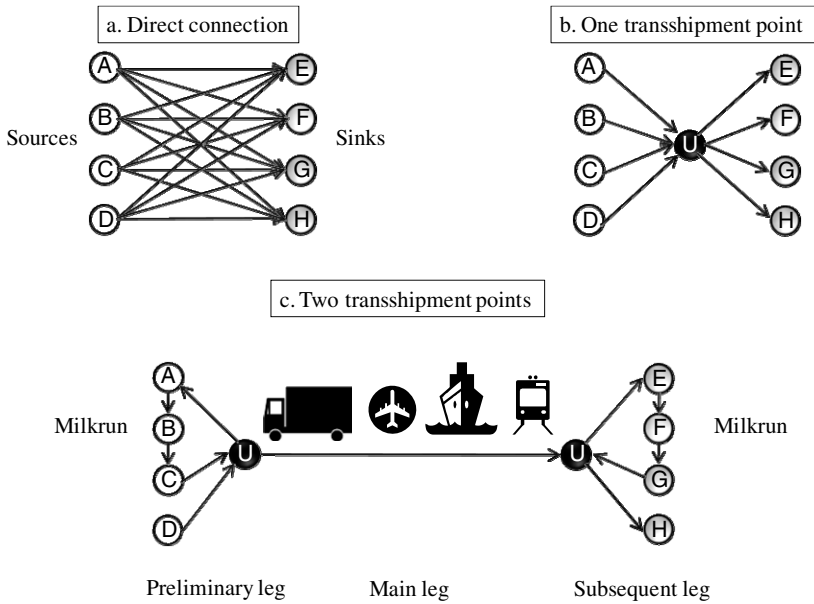 a. Direct connection
b. One transshipment point
A
E
A
E
B
F
B
F
Sources
Sinks
U
C
G
C
G
D
H
D
H
c. Two transshipment points
A
E
Milkrun
B
F
Milkrun
U
U
C
G
D
H
Preliminary leg
Main leg
Subsequent leg